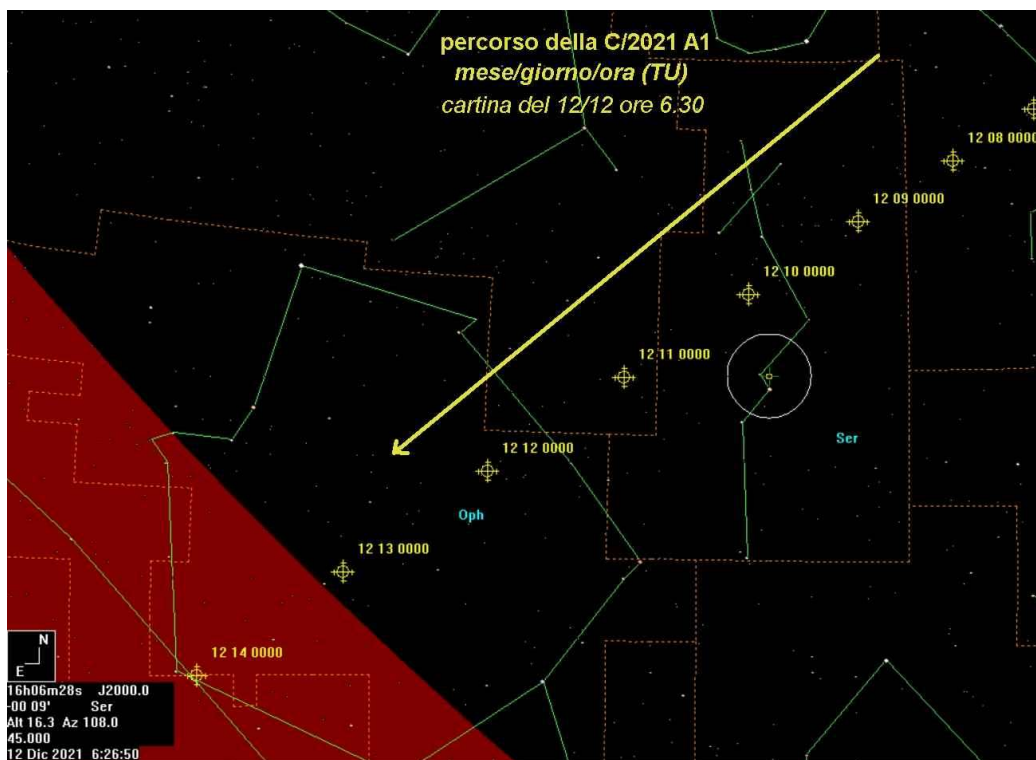 percorso della C/2021 A1
mese/giorno/ora (TU)
cartina del 12/12 ore 6.30
12 08 0000
12 09 0000
12 10 0000
12 11 0000
12 12 0000
12 13 0000
12 14 0000
Ser
Oph
N
E
16h06m28s J2000.0
-00 09' Ser
Alt 16.3 Az 108.0
45.000
12 Dic 2021 6:26:50